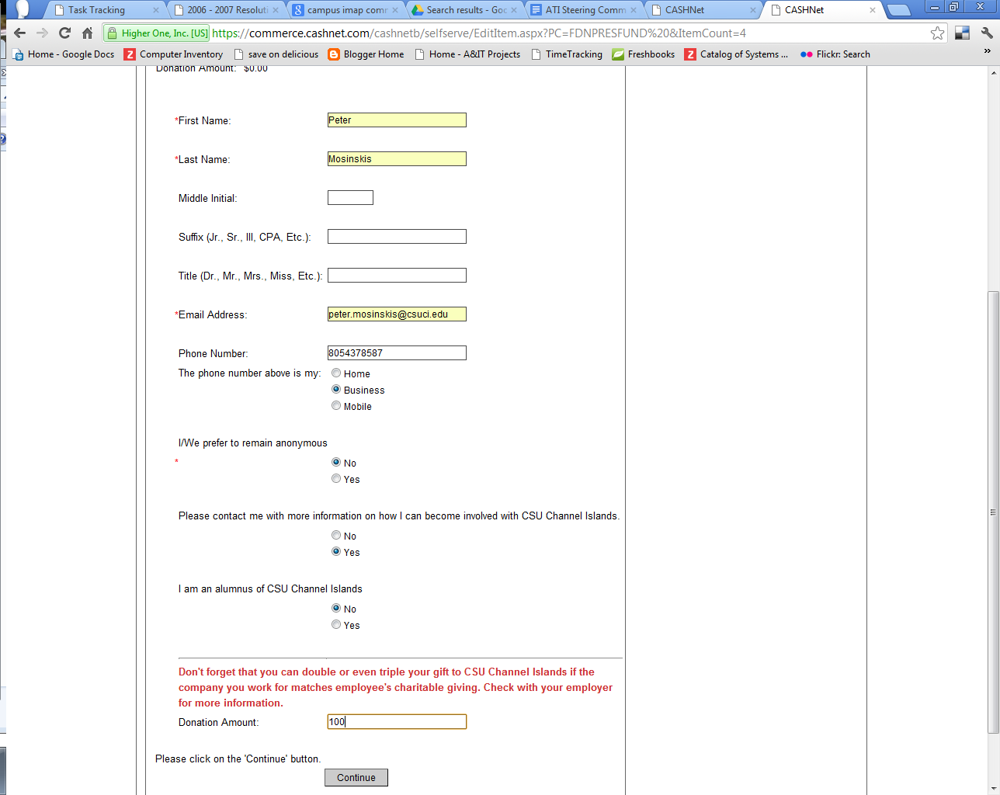 Task Tracking
2006 - 2007 Resoluti
campus imap com
Search results - Goo
ATI Steering Comm
CASHNet
CASHNet
Higher One, Inc. [US] https://commerce.cashnet.com/cashnetb/selfserve/EditItem.aspx?PC=FDNPRESFUND%20&ItemCount=4
Home - Google Docs
Computer Inventory
save on delicious
Blogger Home
Home - A&IT Projects
TimeTracking
Freshbooks
Catalog of Systems ...
Flickr: Search
»
Donation Amount: $0.00
*First Name: Peter
*Last Name: Mosinskis
Middle Initial:
Suffix (Jr., Sr., III, CPA, Etc.):
Title (Dr., Mr., Mrs., Miss, Etc.):
*Email Address: peter.mosinskis@csuci.edu
Phone Number: 8054378587
The phone number above is my: Home
Business
Mobile
I/We prefer to remain anonymous
* No
Yes
Please contact me with more information on how I can become involved with CSU Channel Islands.
No
Yes
I am an alumnus of CSU Channel Islands
No
Yes
Don't forget that you can double or even triple your gift to CSU Channel Islands if the
company you work for matches employee's charitable giving. Check with your employer
for more information.
Donation Amount: 100
Please click on the 'Continue' button.
Continue